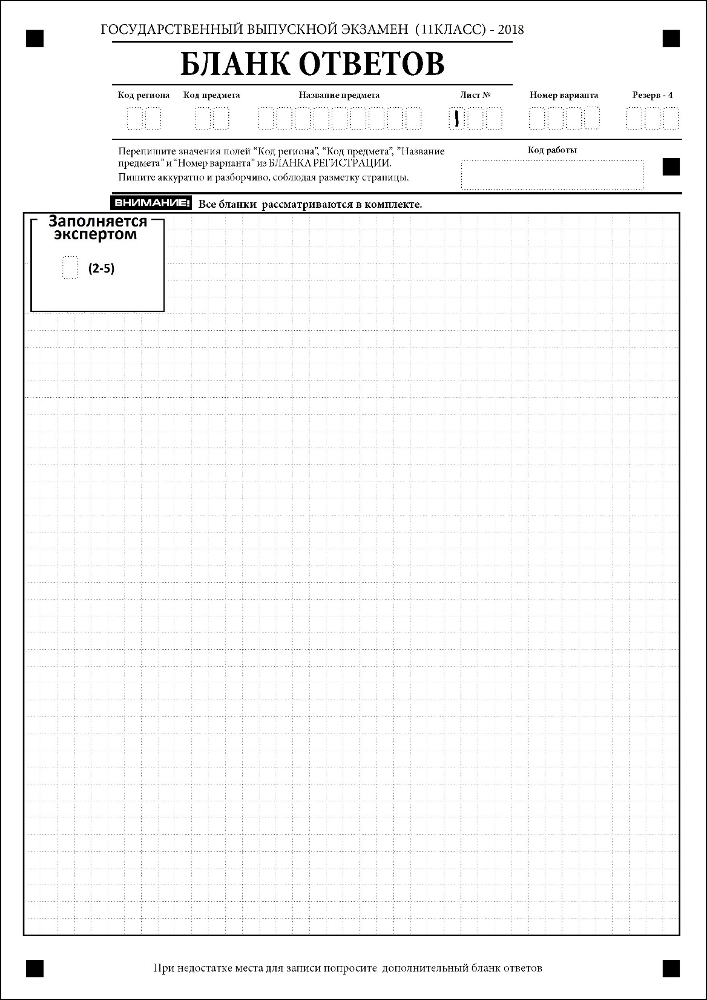 ГОСУДАРСТВЕННЫЙ ВЫПУСКНОЙ ЭКЗАМЕН (11КЛАСС) - 2018
БЛАНК ОТВЕТОВ
Код региона Код предмета Название предмета Лист № Номер варианта Резерв - 4
1
Перепишите значения полей “Код региона”, “Код предмета”, ”Название
предмета” и “Номер варианта” из БЛАНКА РЕГИСТРАЦИИ.
Пишите аккуратно и разборчиво, соблюдая разметку страницы.
Код работы
ВНИМАНИЕ! Все бланки рассматриваются в комплекте.
Заполняется
экспертом
(2-5)
При недостатке места для записи попросите дополнительный бланк ответов